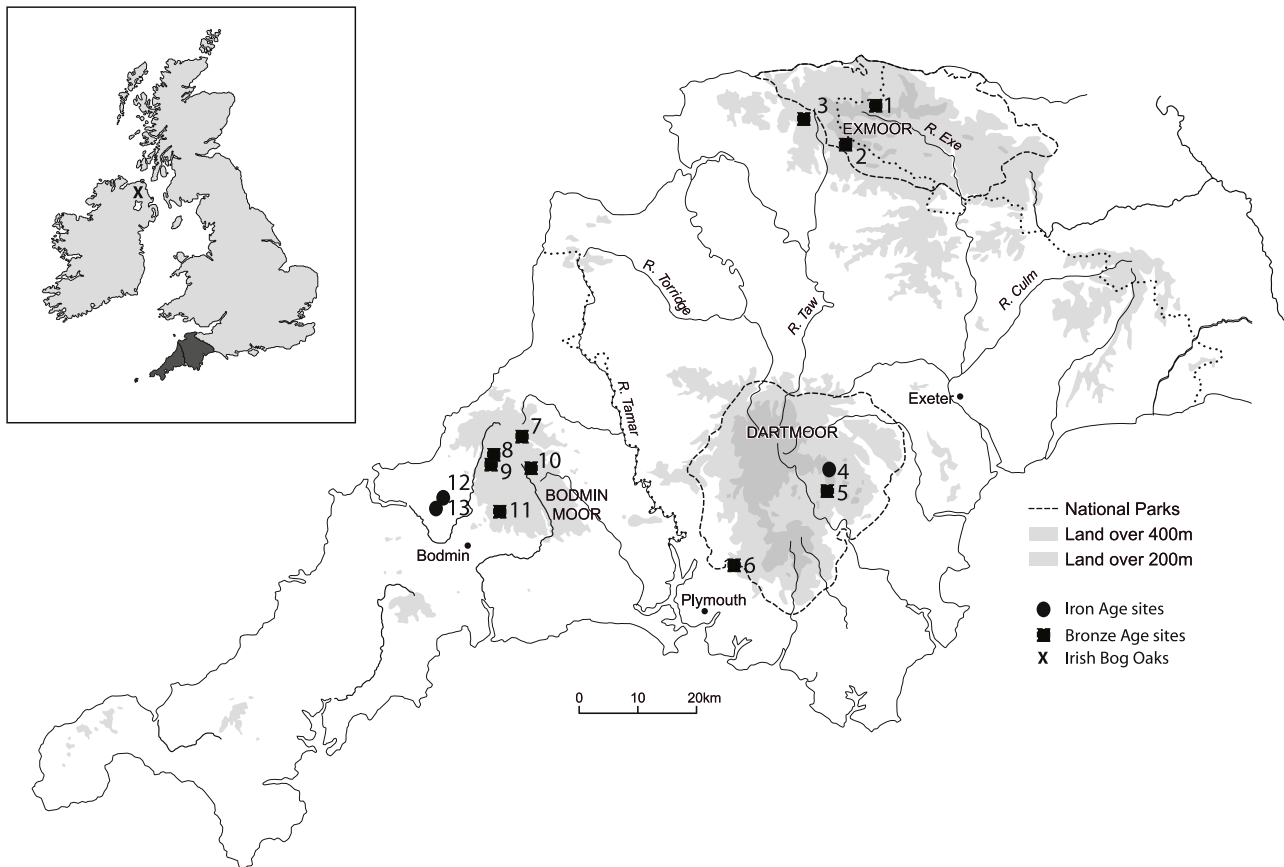 X
3
1
EXMOOR
R. Exe
2
R. Torridge
R. Taw
R. Culm
R. Tamar
Exeter
DARTMOOR
7
8
9
10
4
5
12
13
BODMIN
MOOR
11
Bodmin
6
Plymouth
National Parks
Land over 400m
Land over 200m
Iron Age sites
Bronze Age sites
X Irish Bog Oaks
0 10 20km